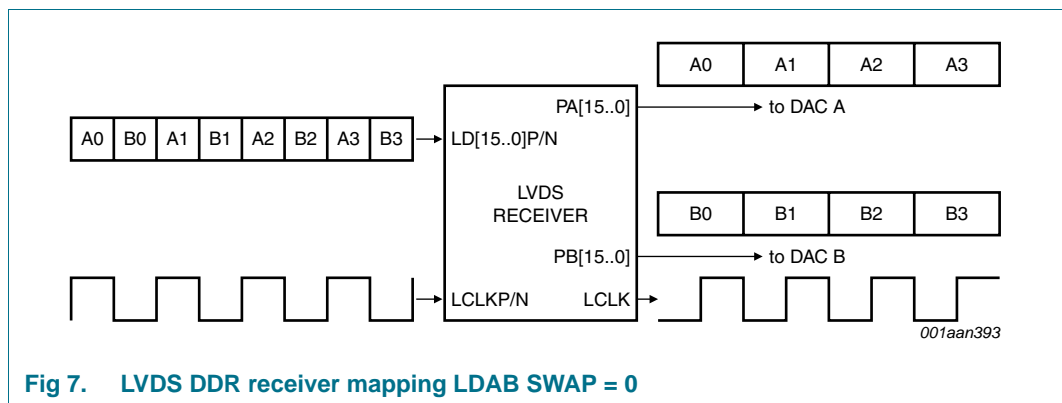 A0 A1 A2 A3
PA[15..0] to DAC A
A0 B0 A1 B1 A2 B2 A3 B3
LD[15..0]P/N
LVDS
RECEIVER
B0 B1 B2 B3
PB[15..0] to DAC B
LCLKP/N LCLK
001aan393
Fig 7. LVDS DDR receiver mapping LDAB SWAP = 0